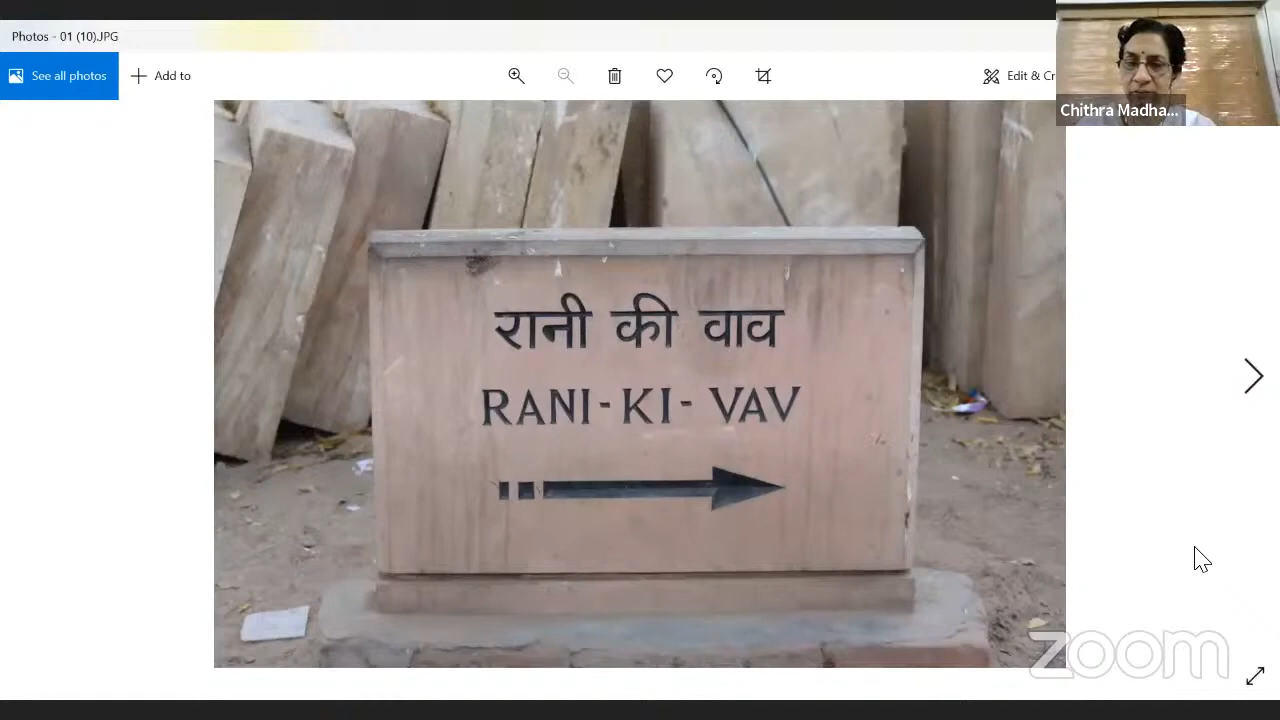 Photos - 01 (10).JPG
See all photos
Add to
Edit & Cr
Chithra Madha...
रानी की वाव
RANI-KI-VAV
zoom